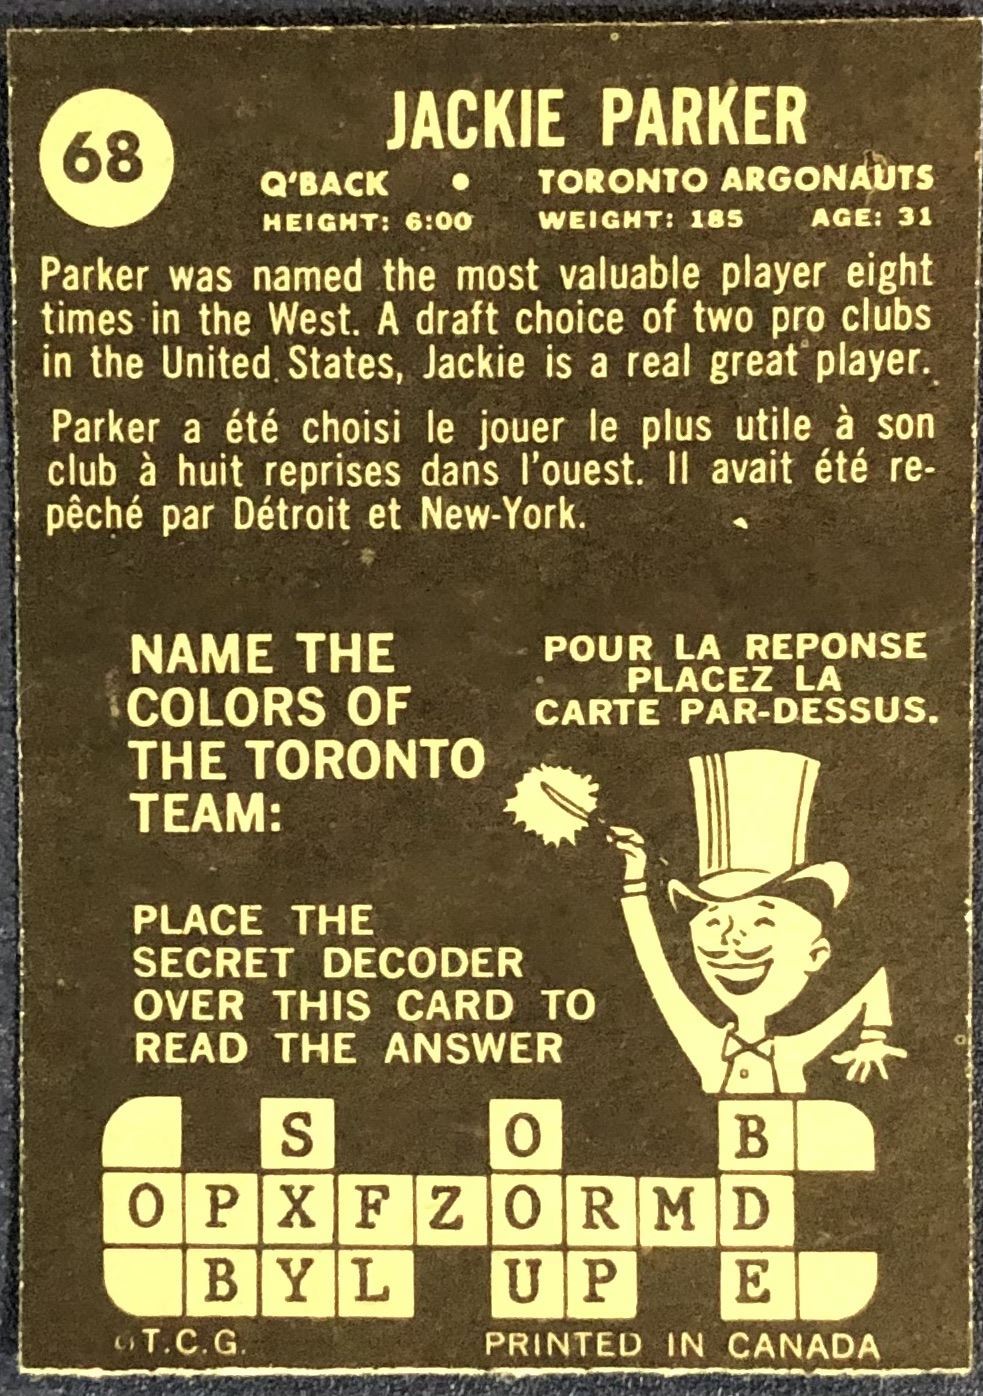 68
JACKIE PARKER
Q'BACK • TORONTO ARGONAUTS
HEIGHT: 6:00 WEIGHT: 185 AGE: 31
Parker was named the most valuable player eight
times in the West. A draft choice of two pro clubs
in the United States, Jackie is a real great player.
Parker a été choisi le jouer le plus utile à son
club à huit reprises dans l'ouest. Il avait été re-
pêché par Détroit et New-York.
NAME THE
COLORS OF
THE TORONTO
TEAM:
POUR LA REPONSE
PLACEZ LA
CARTE PAR-DESSUS.
PLACE THE
SECRET DECODER
OVER THIS CARD TO
READ THE ANSWER
S O B
O P X F Z O R M D
B Y L U P E
©T.C.G. PRINTED IN CANADA